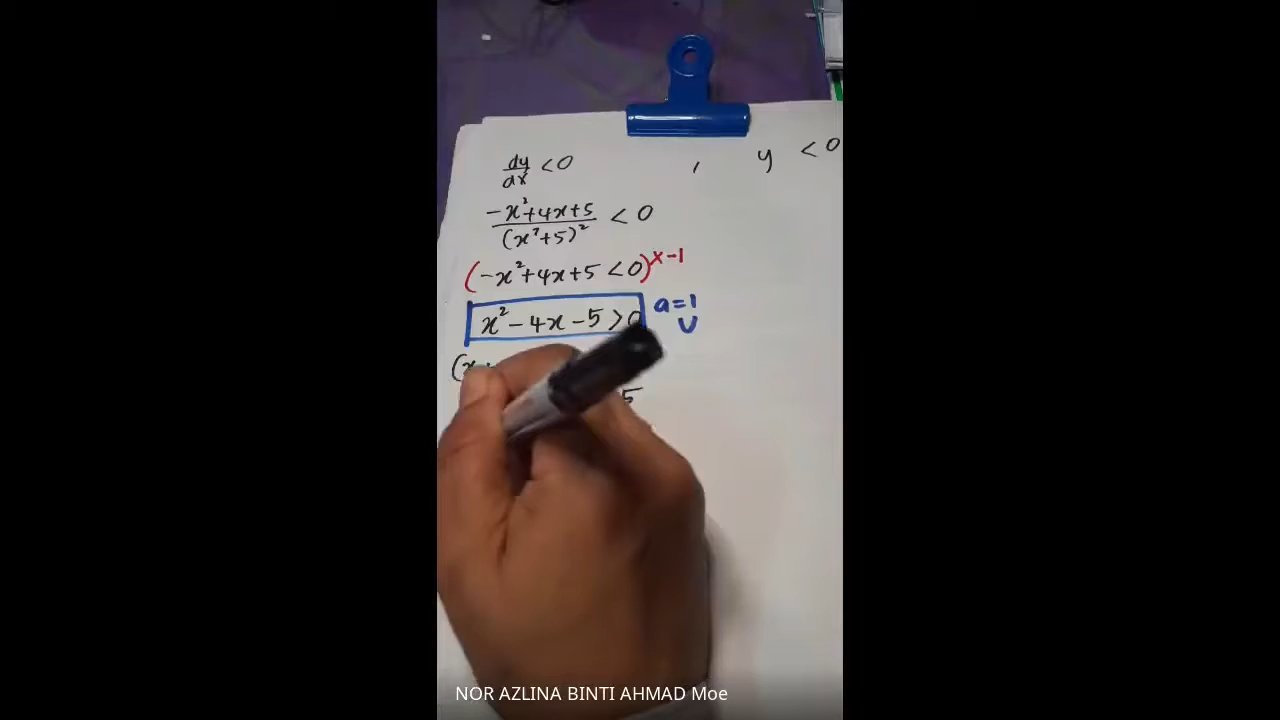 dy/dx < 0 , y < 0
(-x²+4x+5)/(x²+5)² < 0
(-x²+4x+5 < 0) x-1
x² - 4x - 5 > 0 a=1
U
(x
5
NOR AZLINA BINTI AHMAD Moe